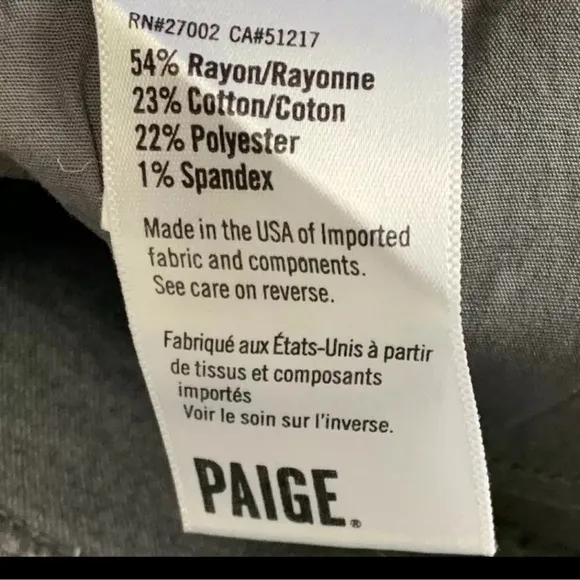 RN#27002 CA#51217
54% Rayon/Rayonne
23% Cotton/Coton
22% Polyester
1% Spandex
Made in the USA of Imported
fabric and components.
See care on reverse.
Fabriqué aux États-Unis à partir
de tissus et composants
importés
Voir le soin sur l'inverse.
PAIGE®